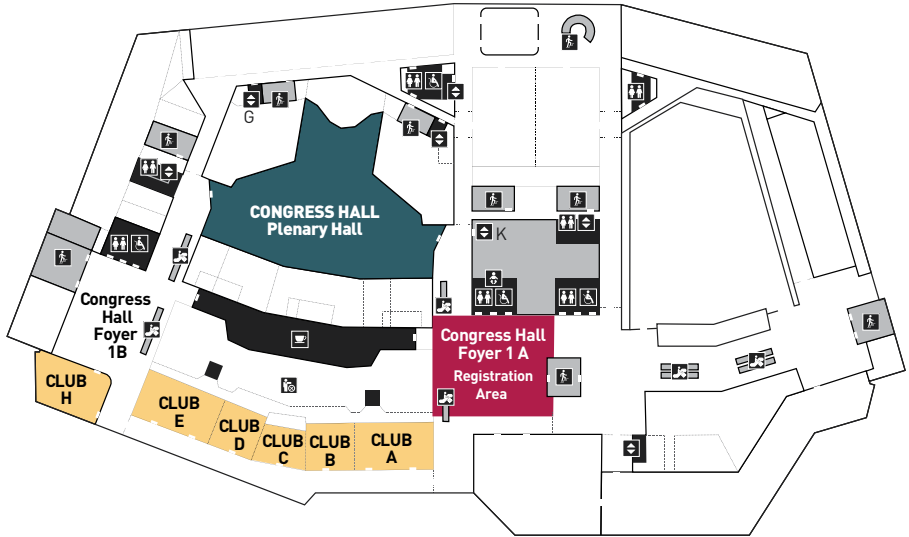 G
K
CONGRESS HALL
Plenary Hall
Congress
Hall
Foyer
1B
Congress Hall
Foyer 1 A
Registration
Area
CLUB
H
CLUB
E
CLUB
D
CLUB
C
CLUB
B
CLUB
A